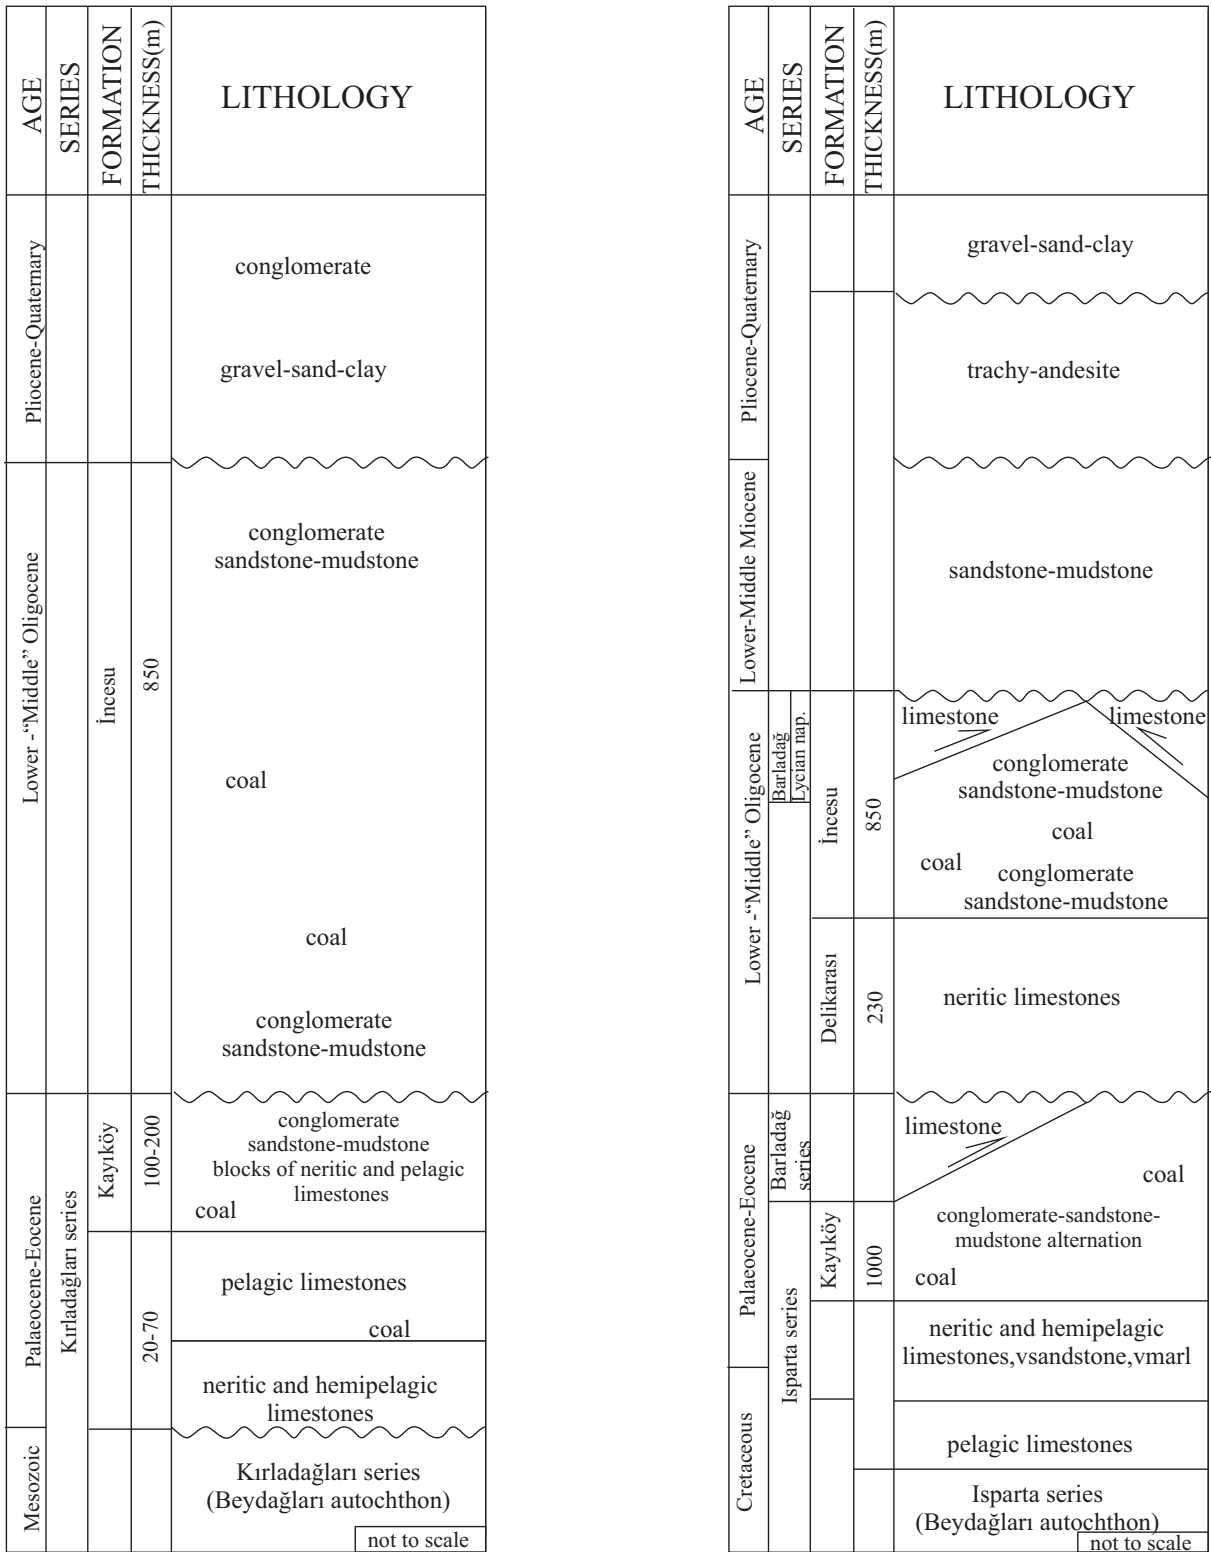 AGE
SERIES
FORMATION
THICKNESS(m)
LITHOLOGY
Pliocene-Quaternary
conglomerate
gravel-sand-clay
Lower -“Middle” Oligocene
İncesu
850
conglomerate
sandstone-mudstone
coal
coal
conglomerate
sandstone-mudstone
Palaeocene-Eocene
Kırladağları series
Kayıköy
100-200
conglomerate
sandstone-mudstone
blocks of neritic and pelagic
limestones
coal
20-70
pelagic limestones
coal
neritic and hemipelagic
limestones
Mesozoic
Kırladağları series
(Beydağları autochthon)
not to scale
AGE
SERIES
FORMATION
THICKNESS(m)
LITHOLOGY
Pliocene-Quaternary
gravel-sand-clay
trachy-andesite
Lower-Middle Miocene
sandstone-mudstone
Lower -“Middle” Oligocene
Barladağ
Lycian nap.
İncesu
850
limestone
limestone
conglomerate
sandstone-mudstone
coal
coal
conglomerate
sandstone-mudstone
Delikarası
230
neritic limestones
Palaeocene-Eocene
Barladağ
series
limestone
coal
Isparta series
Kayıköy
1000
conglomerate-sandstone-
mudstone alternation
coal
neritic and hemipelagic
limestones,vsandstone,vmarl
Cretaceous
pelagic limestones
Isparta series
(Beydağları autochthon)
not to scale